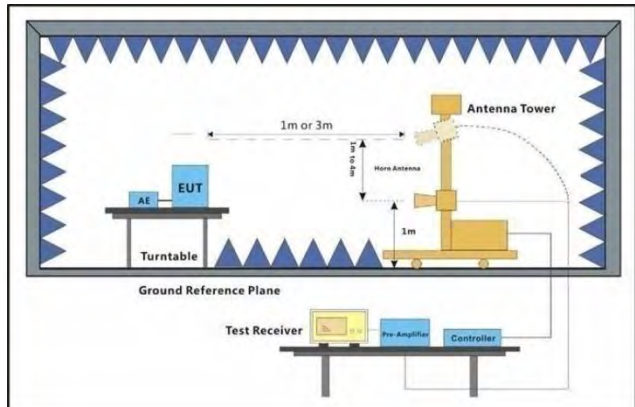 Antenna Tower
1m or 3m
1m to 4m
Horn Antenna
EUT
AE
1m
Turntable
Ground Reference Plane
Test Receiver
Pre-Amplifier
Controller